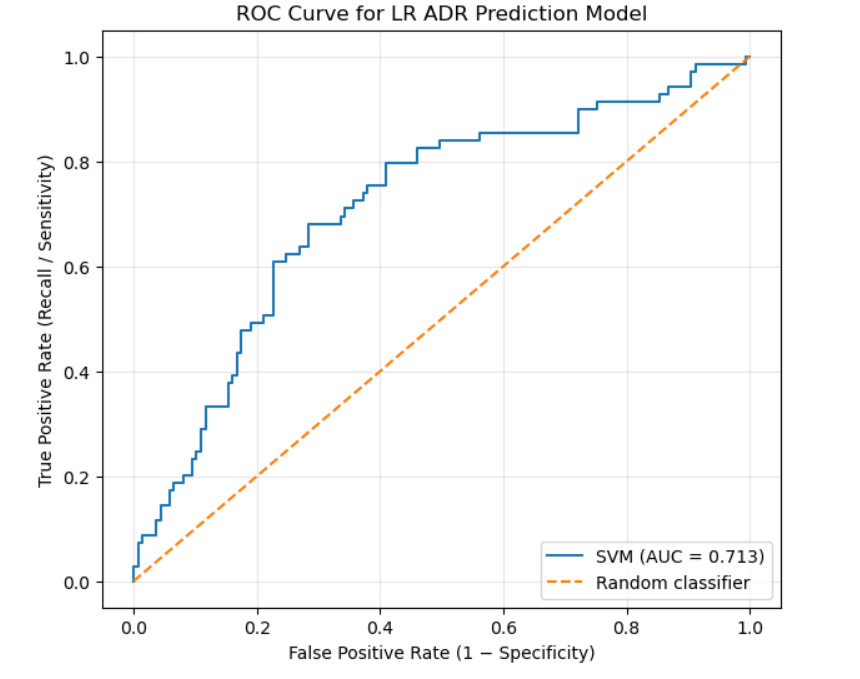 ROC Curve for LR ADR Prediction Model
True Positive Rate (Recall / Sensitivity)
1.0
0.8
0.6
0.4
0.2
0.0
SVM (AUC = 0.713)
Random classifier
0.0 0.2 0.4 0.6 0.8 1.0
False Positive Rate (1 − Specificity)